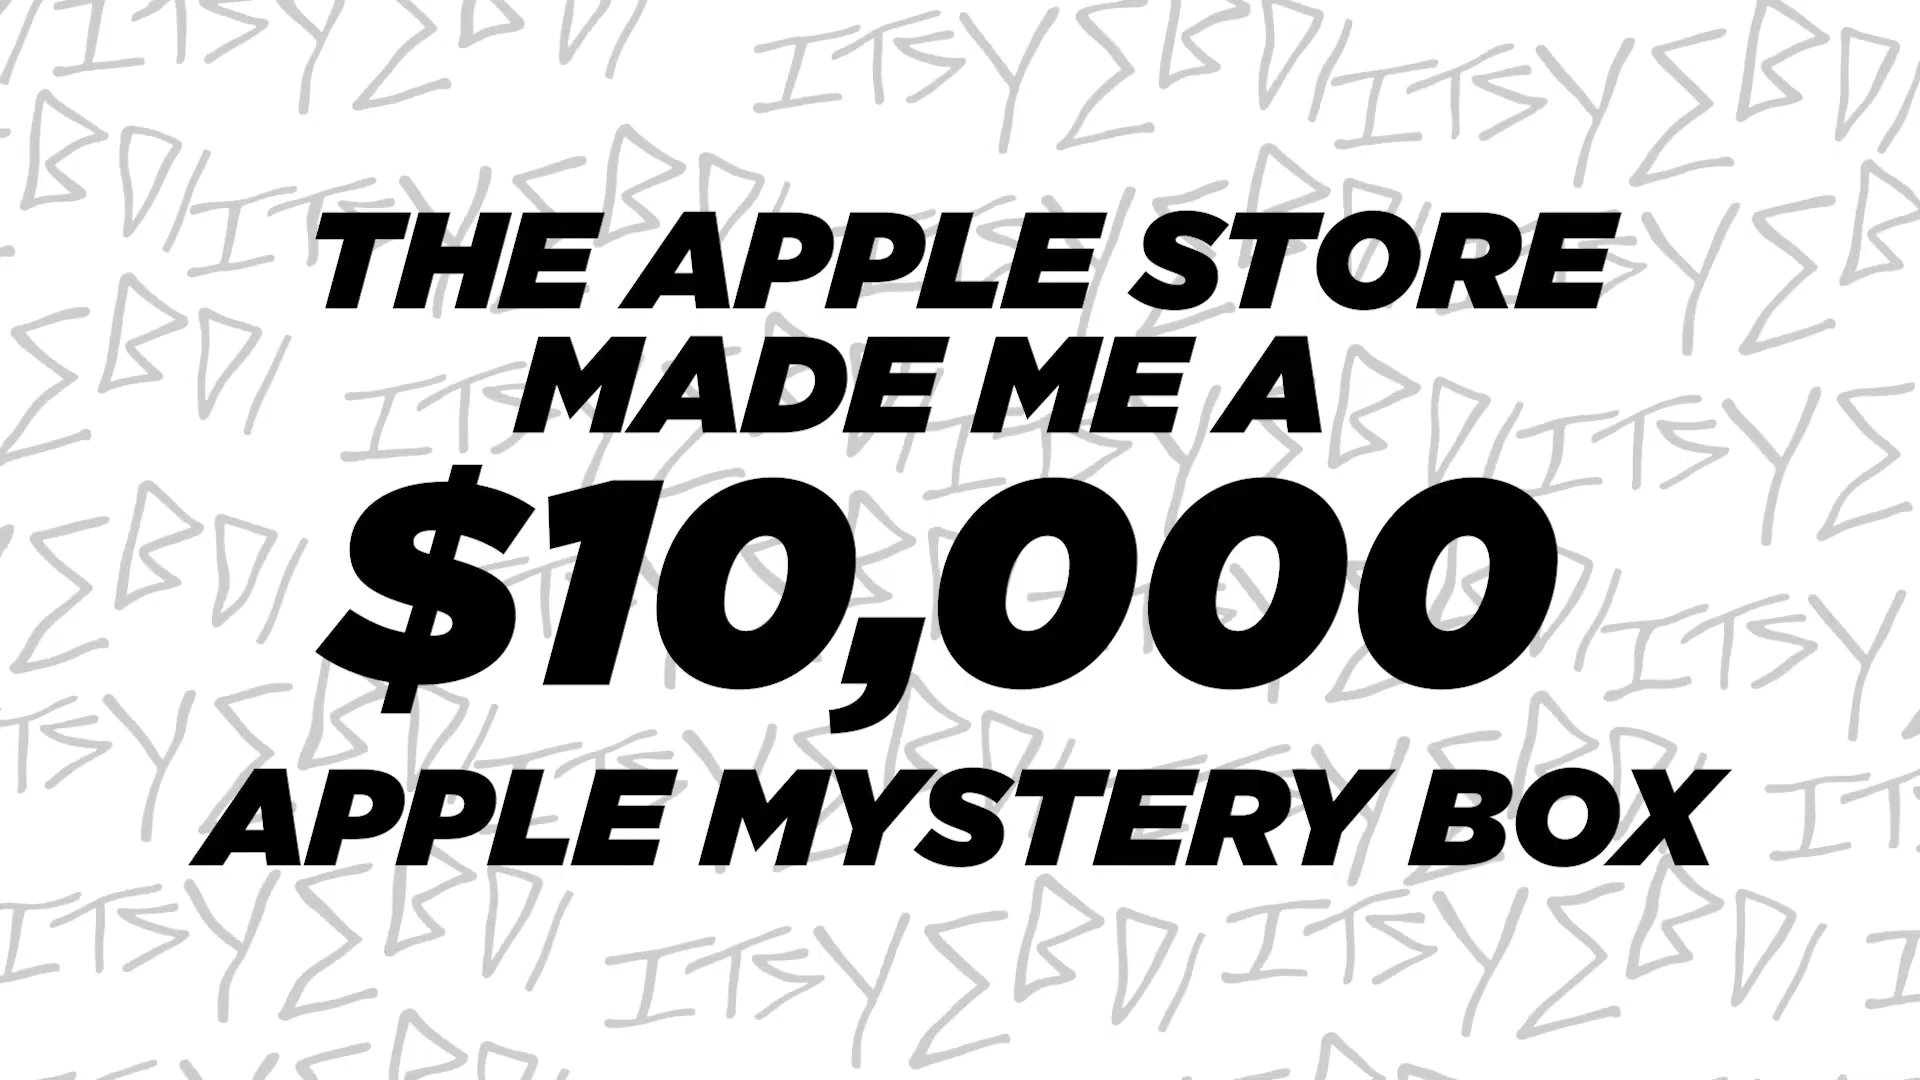 THE APPLE STORE
MADE ME A
$10,000
APPLE MYSTERY BOX